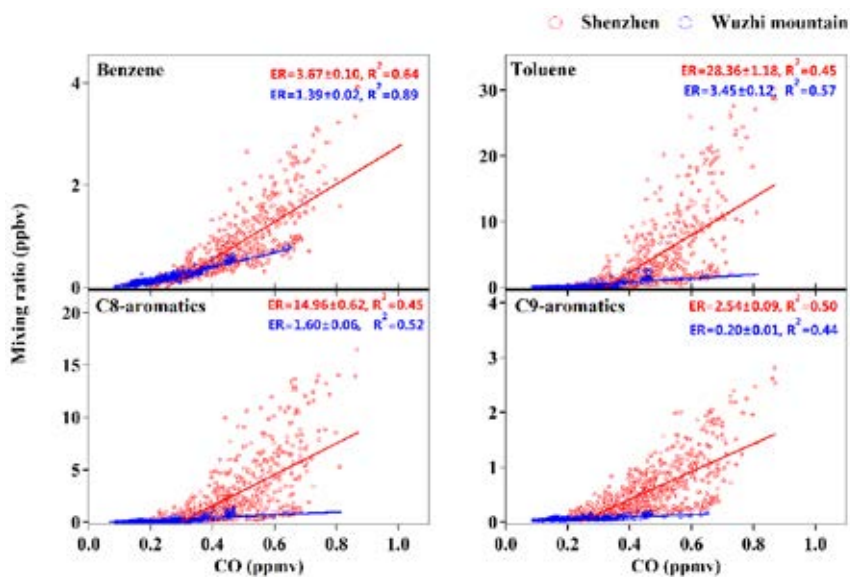 Shenzhen Wuzhi mountain
Benzene
ER=3.67±0.10, R²=0.64
ER=1.39±0.02, R²=0.89
Toluene
ER=28.36±1.18, R²=0.45
ER=3.45±0.12, R²=0.57
4
2
0
30
20
10
0
Mixing ratio (ppbv)
C8-aromatics
ER=14.96±0.62, R²=0.45
ER=1.60±0.06, R²=0.52
C9-aromatics
ER=2.54±0.09, R²=0.50
ER=0.20±0.01, R²=0.44
20
15
10
5
0
4
3
2
1
0
0.0 0.2 0.4 0.6 0.8 1.0
CO (ppmv)
0.0 0.2 0.4 0.6 0.8 1.0
CO (ppmv)